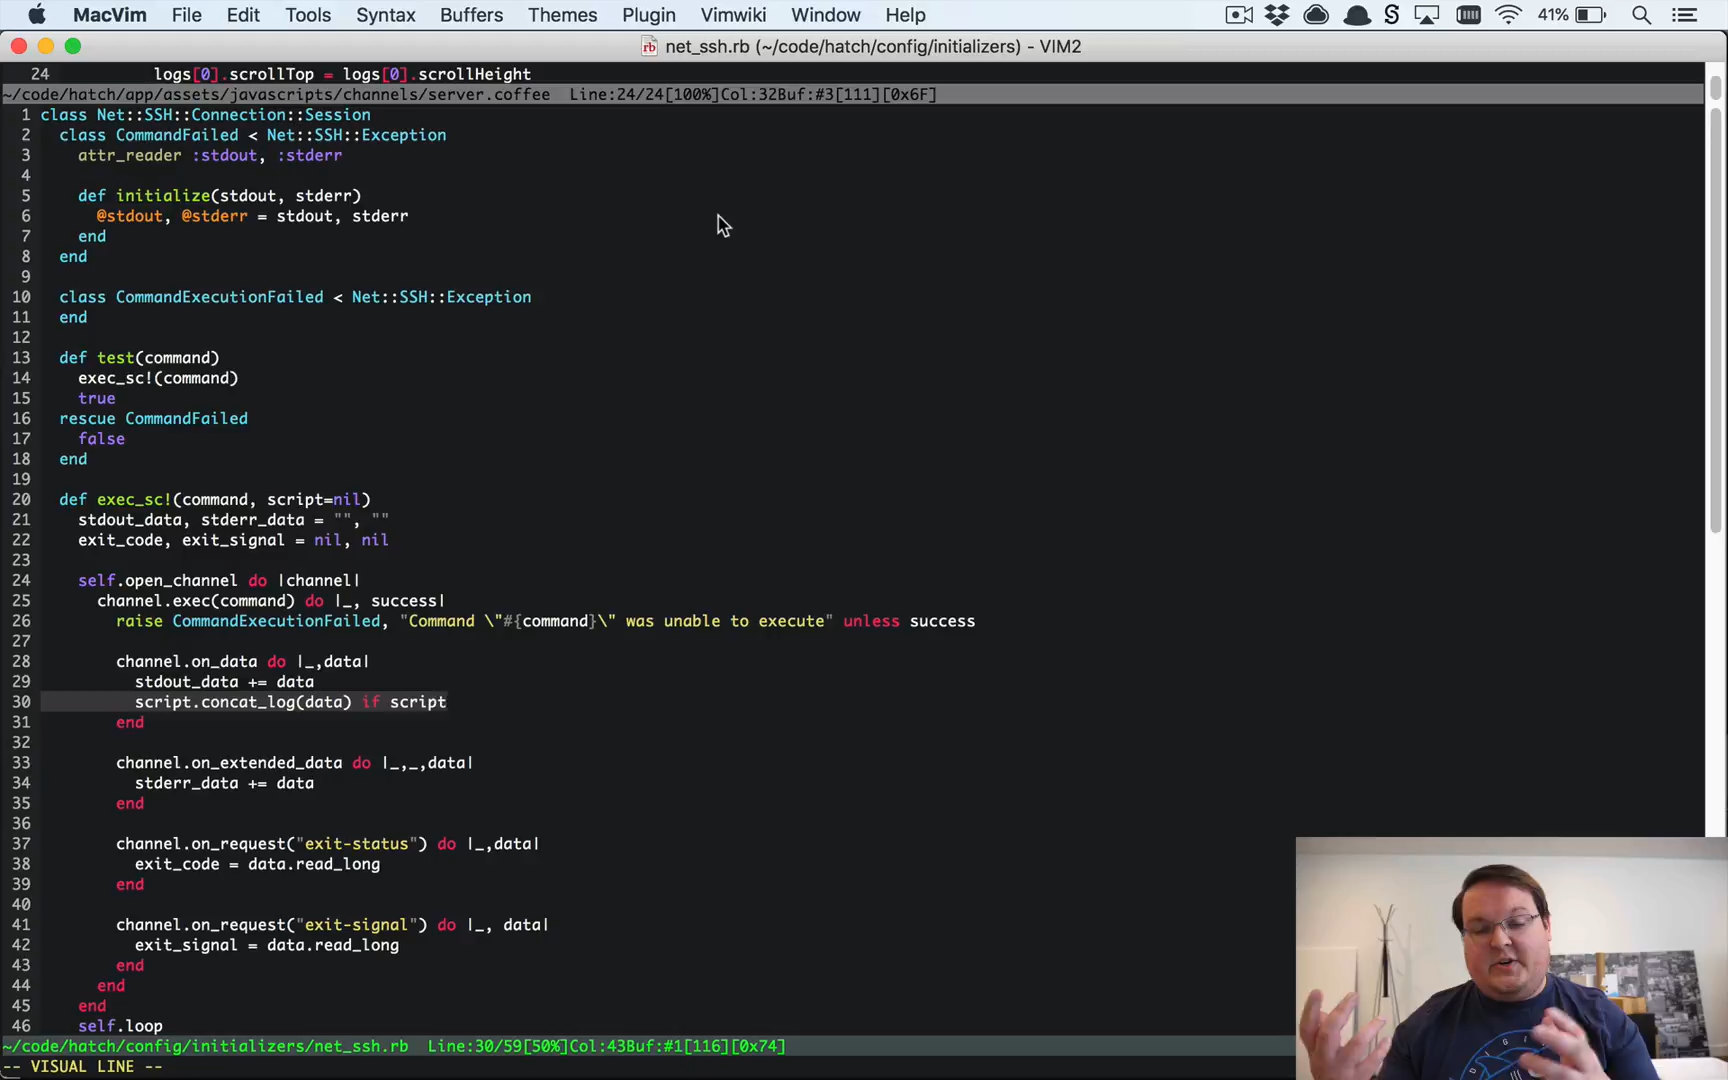 MacVim File Edit Tools Syntax Buffers Themes Plugin Vimwiki Window Help 41%
net_ssh.rb (~/code/hatch/config/initializers) - VIM2
24 logs[0].scrollTop = logs[0].scrollHeight
~/code/hatch/app/assets/javascripts/channels/server.coffee Line:24/24[100%]Col:32Buf:#3[111][0x6F]
1 class Net::SSH::Connection::Session
2 class CommandFailed < Net::SSH::Exception
3 attr_reader :stdout, :stderr
4
5 def initialize(stdout, stderr)
6 @stdout, @stderr = stdout, stderr
7 end
8 end
9
10 class CommandExecutionFailed < Net::SSH::Exception
11 end
12
13 def test(command)
14 exec_sc!(command)
15 true
16 rescue CommandFailed
17 false
18 end
19
20 def exec_sc!(command, script=nil)
21 stdout_data, stderr_data = "", ""
22 exit_code, exit_signal = nil, nil
23
24 self.open_channel do |channel|
25 channel.exec(command) do |_, success|
26 raise CommandExecutionFailed, "Command \"#{command}\" was unable to execute" unless success
27
28 channel.on_data do |_,data|
29 stdout_data += data
30 script.concat_log(data) if script
31 end
32
33 channel.on_extended_data do |_,_,data|
34 stderr_data += data
35 end
36
37 channel.on_request("exit-status") do |_,data|
38 exit_code = data.read_long
39 end
40
41 channel.on_request("exit-signal") do |_, data|
42 exit_signal = data.read_long
43 end
44 end
45 end
46 self.loop
~/code/hatch/config/initializers/net_ssh.rb Line:30/59[50%]Col:43Buf:#1[116][0x74]
-- VISUAL LINE --